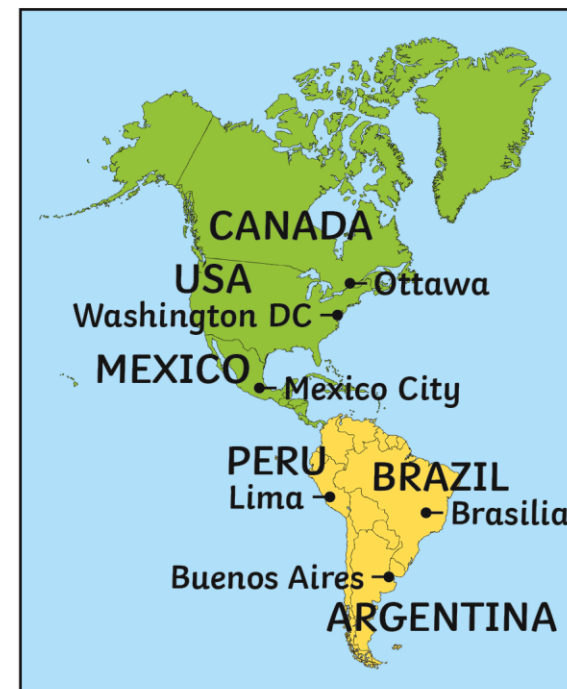 CANADA
USA
Ottawa
Washington DC
MEXICO
Mexico City
PERU
BRAZIL
Lima
Brasilia
Buenos Aires
ARGENTINA